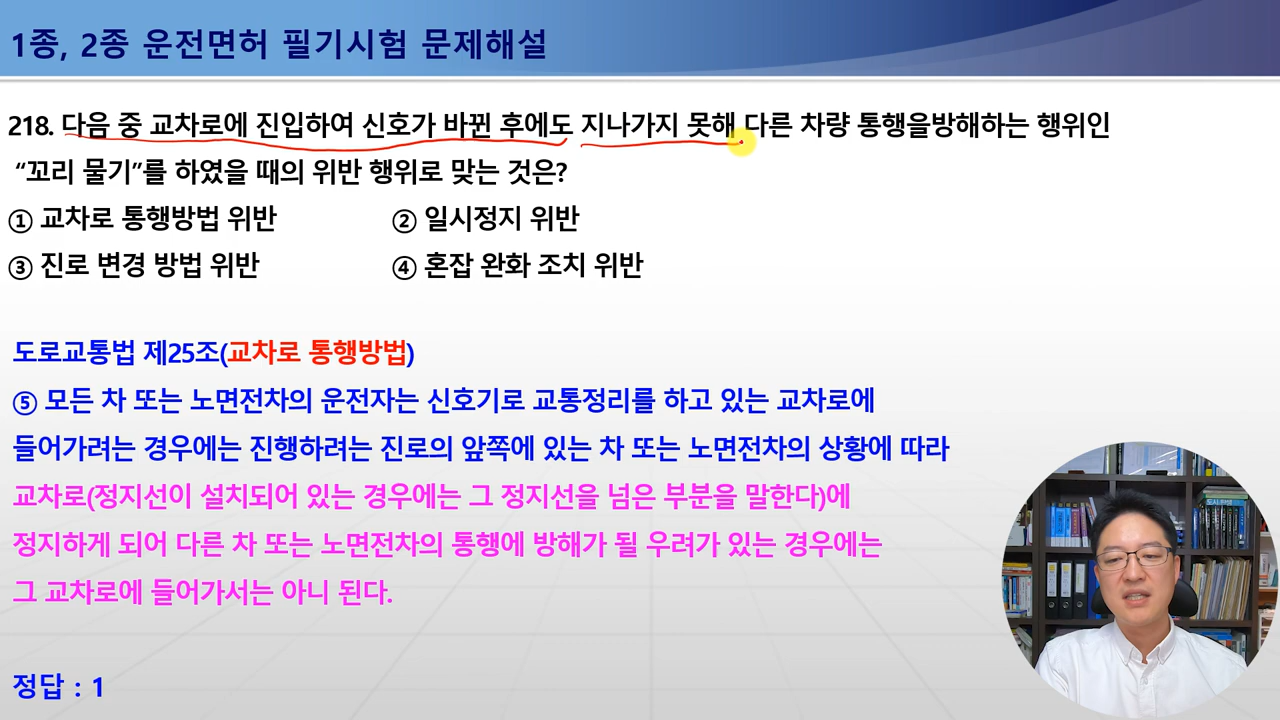 1종, 2종 운전면허 필기시험 문제해설
218. 다음 중 교차로에 진입하여 신호가 바뀐 후에도 지나가지 못해 다른 차량 통행을방해하는 행위인
“꼬리 물기”를 하였을 때의 위반 행위로 맞는 것은?
① 교차로 통행방법 위반 ② 일시정지 위반
③ 진로 변경 방법 위반 ④ 혼잡 완화 조치 위반
도로교통법 제25조(교차로 통행방법)
⑤ 모든 차 또는 노면전차의 운전자는 신호기로 교통정리를 하고 있는 교차로에
들어가려는 경우에는 진행하려는 진로의 앞쪽에 있는 차 또는 노면전차의 상황에 따라
교차로(정지선이 설치되어 있는 경우에는 그 정지선을 넘은 부분을 말한다)에
정지하게 되어 다른 차 또는 노면전차의 통행에 방해가 될 우려가 있는 경우에는
그 교차로에 들어가서는 아니 된다.
정답 : 1